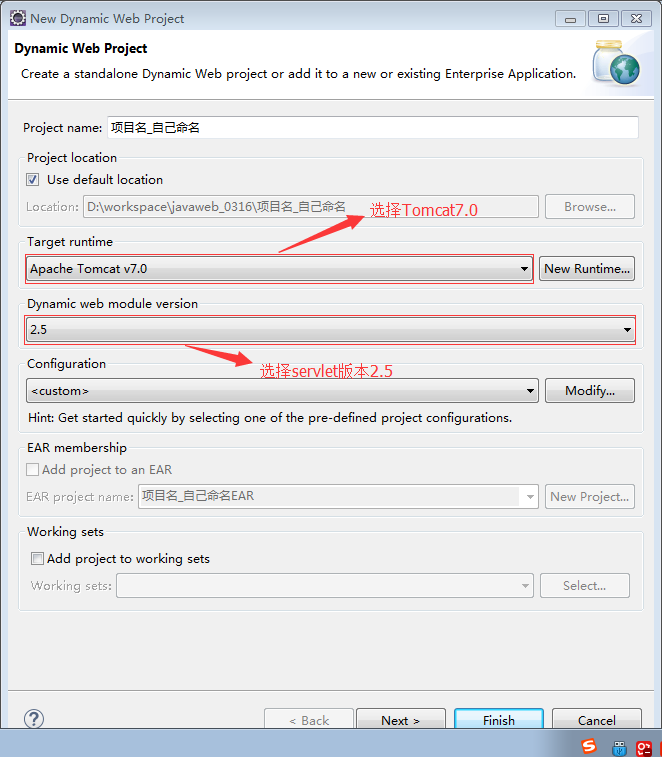 New Dynamic Web Project
Dynamic Web Project
Create a standalone Dynamic Web project or add it to a new or existing Enterprise Application.
Project name: 项目名_自己命名
Project location
Use default location
Location: D:\workspace\javaweb_0316\项目名_自己命名 Browse...
选择Tomcat7.0
Target runtime
Apache Tomcat v7.0 New Runtime...
Dynamic web module version
2.5
选择servlet版本2.5
Configuration
<custom> Modify...
Hint: Get started quickly by selecting one of the pre-defined project configurations.
EAR membership
Add project to an EAR
EAR project name: 项目名_自己命名EAR New Project...
Working sets
Add project to working sets
Working sets: Select...
? < Back Next > Finish Cancel